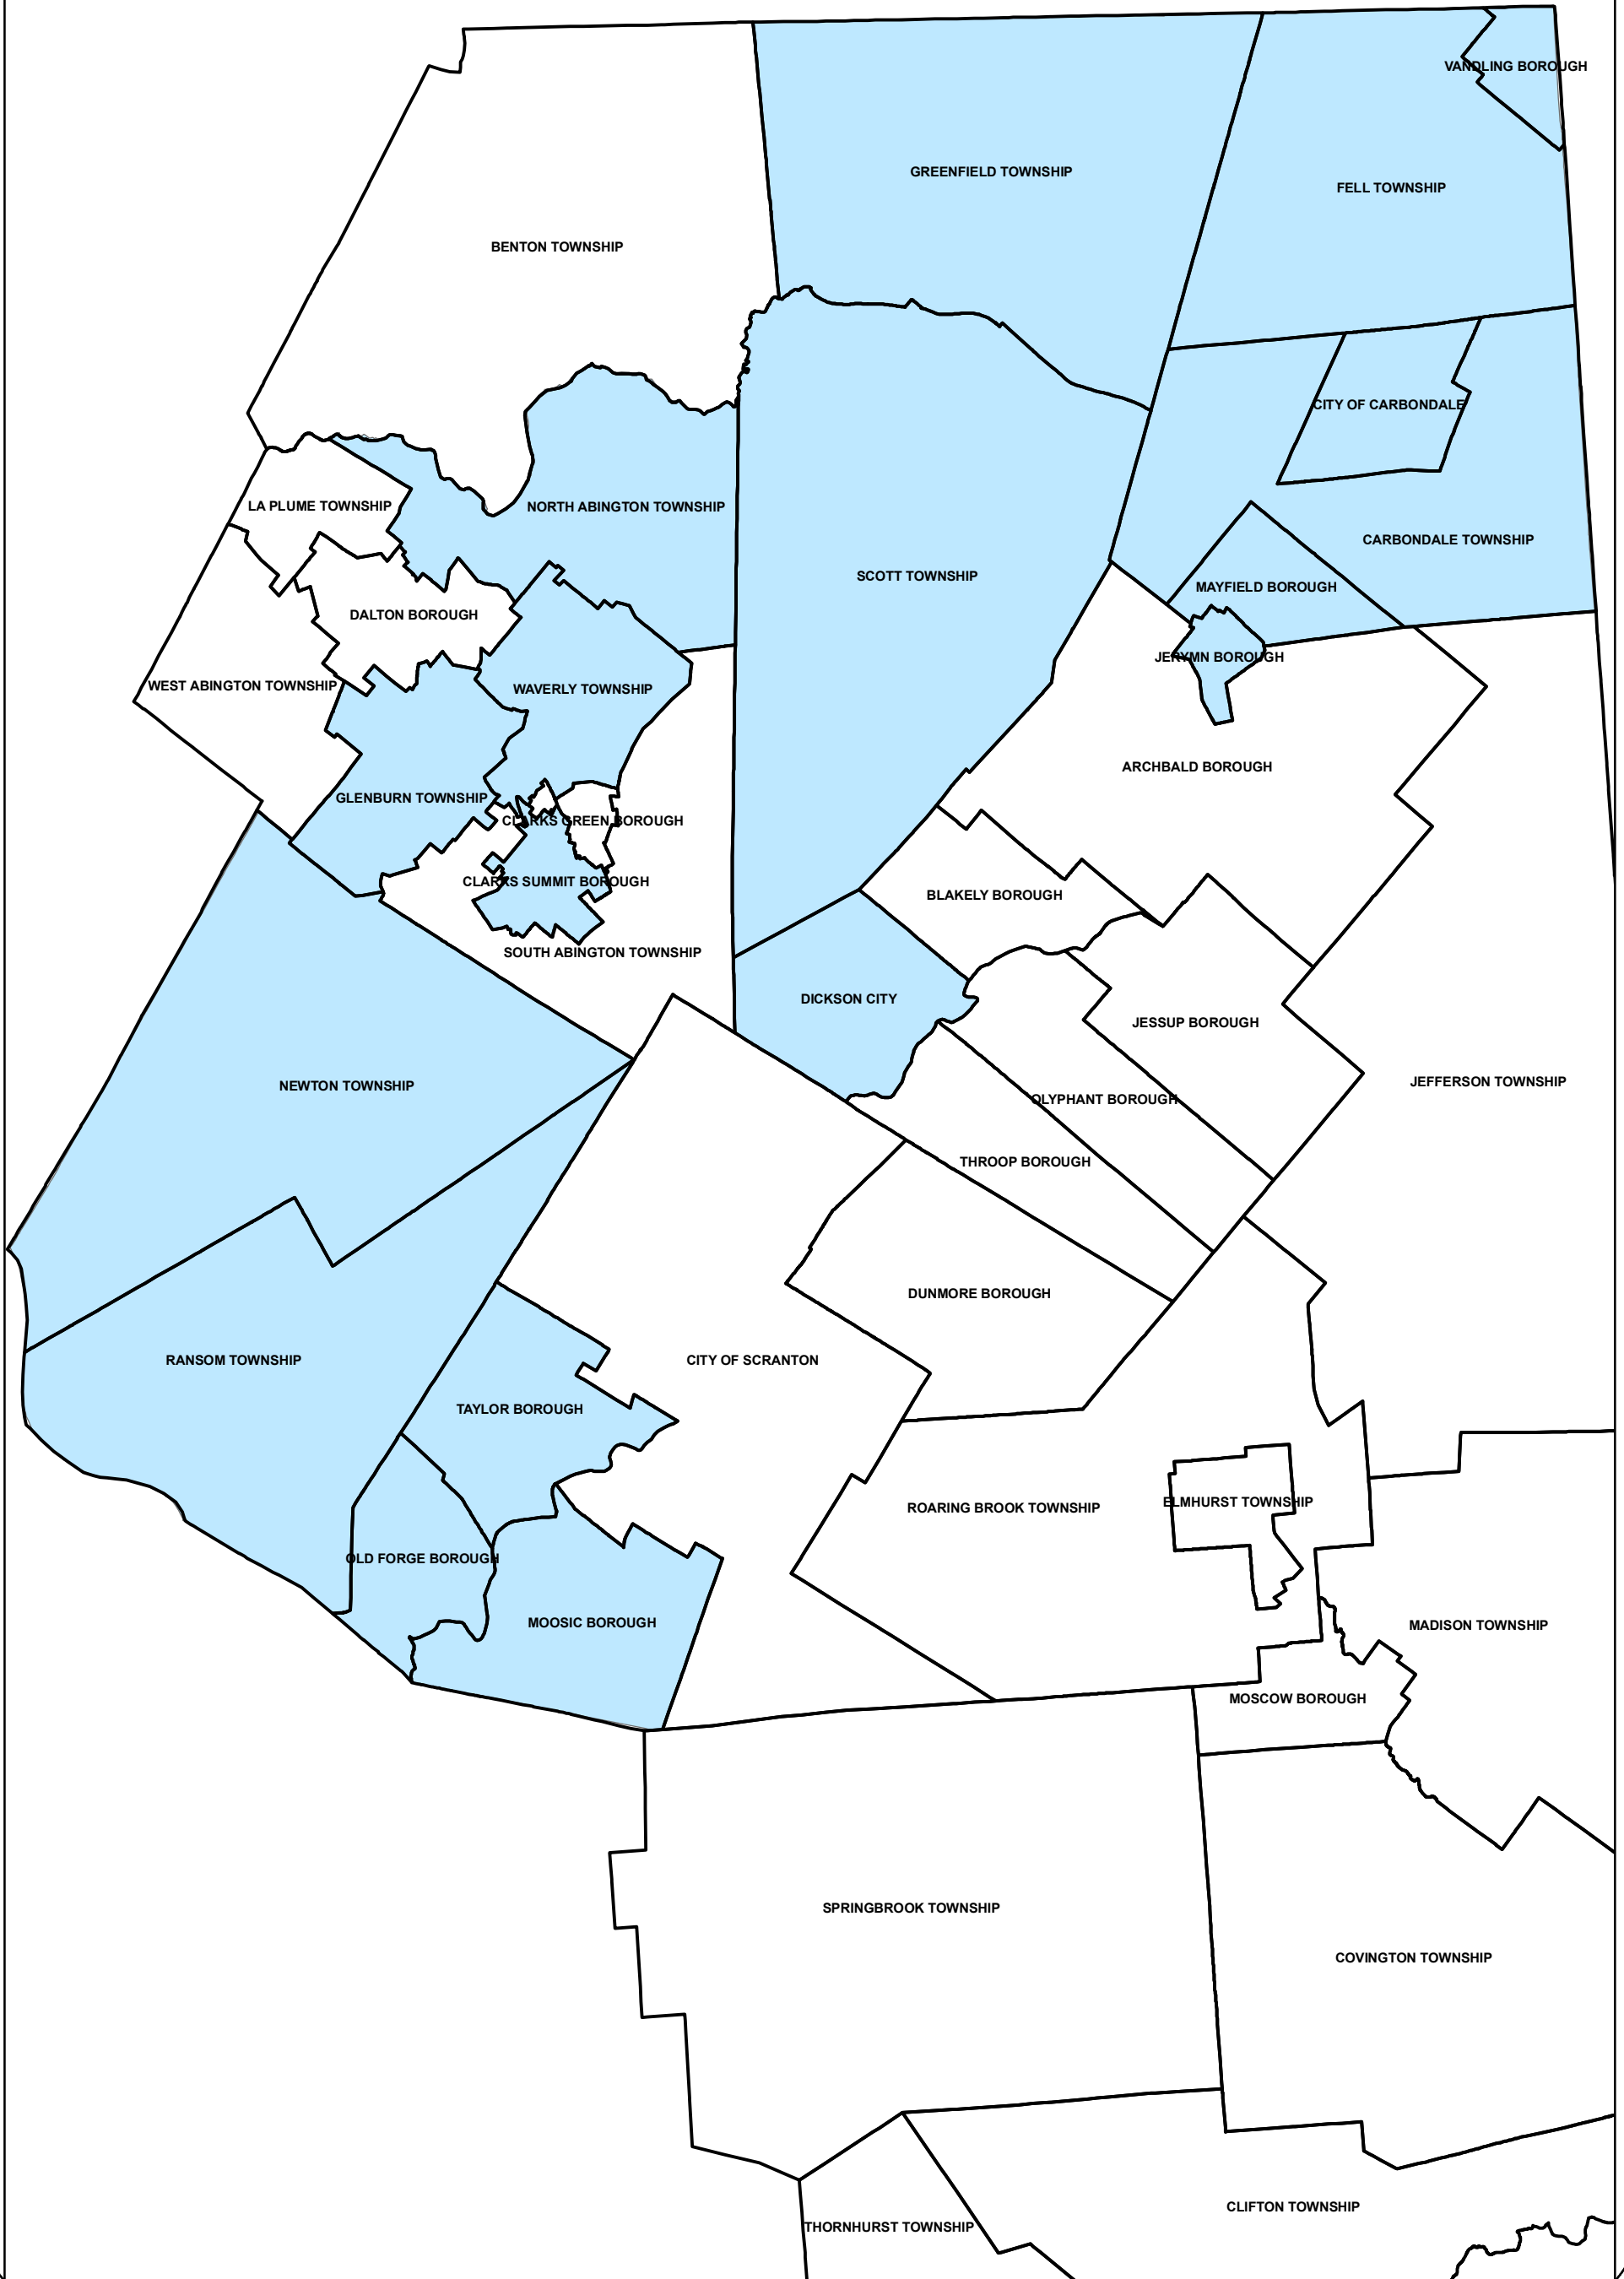 VANDLING BOROUGH
GREENFIELD TOWNSHIP
FELL TOWNSHIP
BENTON TOWNSHIP
CITY OF CARBONDALE
LA PLUME TOWNSHIP
NORTH ABINGTON TOWNSHIP
CARBONDALE TOWNSHIP
SCOTT TOWNSHIP
MAYFIELD BOROUGH
DALTON BOROUGH
JERYMN BOROUGH
WEST ABINGTON TOWNSHIP
WAVERLY TOWNSHIP
ARCHBALD BOROUGH
GLENBURN TOWNSHIP
CLARKS GREEN BOROUGH
CLARKS SUMMIT BOROUGH
BLAKELY BOROUGH
SOUTH ABINGTON TOWNSHIP
DICKSON CITY
JESSUP BOROUGH
JEFFERSON TOWNSHIP
NEWTON TOWNSHIP
OLYPHANT BOROUGH
THROOP BOROUGH
DUNMORE BOROUGH
RANSOM TOWNSHIP
CITY OF SCRANTON
TAYLOR BOROUGH
ELMHURST TOWNSHIP
ROARING BROOK TOWNSHIP
OLD FORGE BOROUGH
MOOSIC BOROUGH
MADISON TOWNSHIP
MOSCOW BOROUGH
SPRINGBROOK TOWNSHIP
COVINGTON TOWNSHIP
CLIFTON TOWNSHIP
THORNHURST TOWNSHIP